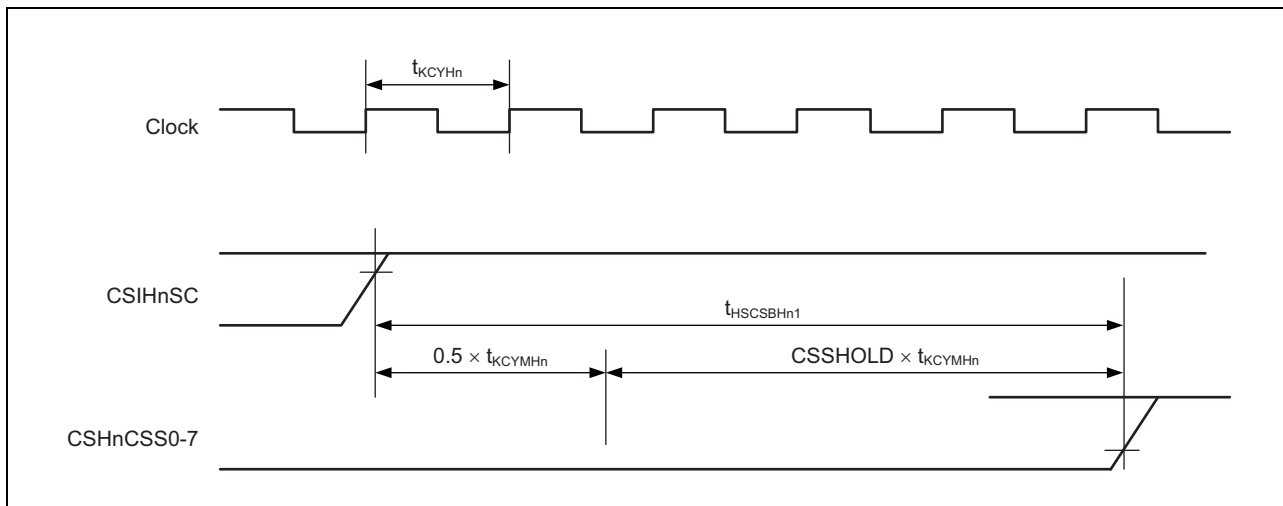 tKCYHn
Clock
CSIHnSC
tHSCSBHn1
0.5 × tKCYMHn
CSSHOLD × tKCYMHn
CSHnCSS0-7